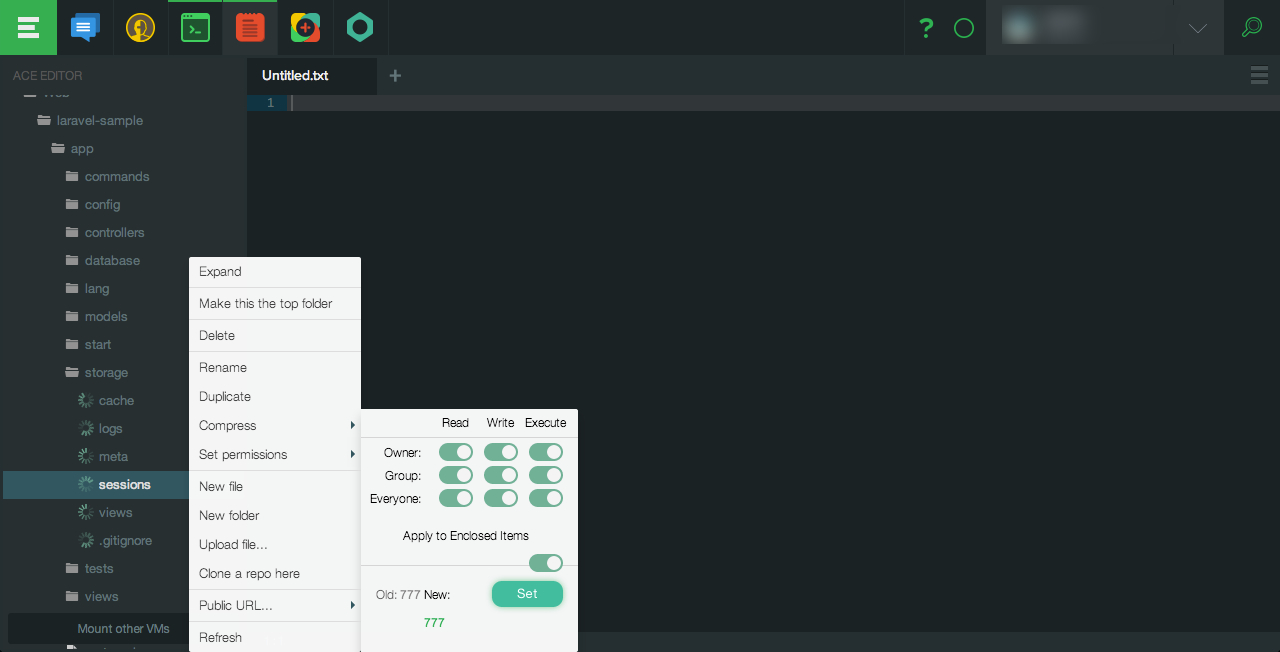 ?
ACE EDITOR
Untitled.txt
+
1
laravel-sample
app
commands
config
controllers
database
lang
models
start
storage
cache
logs
meta
sessions
views
.gitignore
tests
views
Mount other VMs
Expand
Make this the top folder
Delete
Rename
Duplicate
Compress
Set permissions
New file
New folder
Upload file...
Clone a repo here
Public URL...
Refresh
Read Write Execute
Owner:
Group:
Everyone:
Apply to Enclosed Items
Old: 777 New:
777
Set